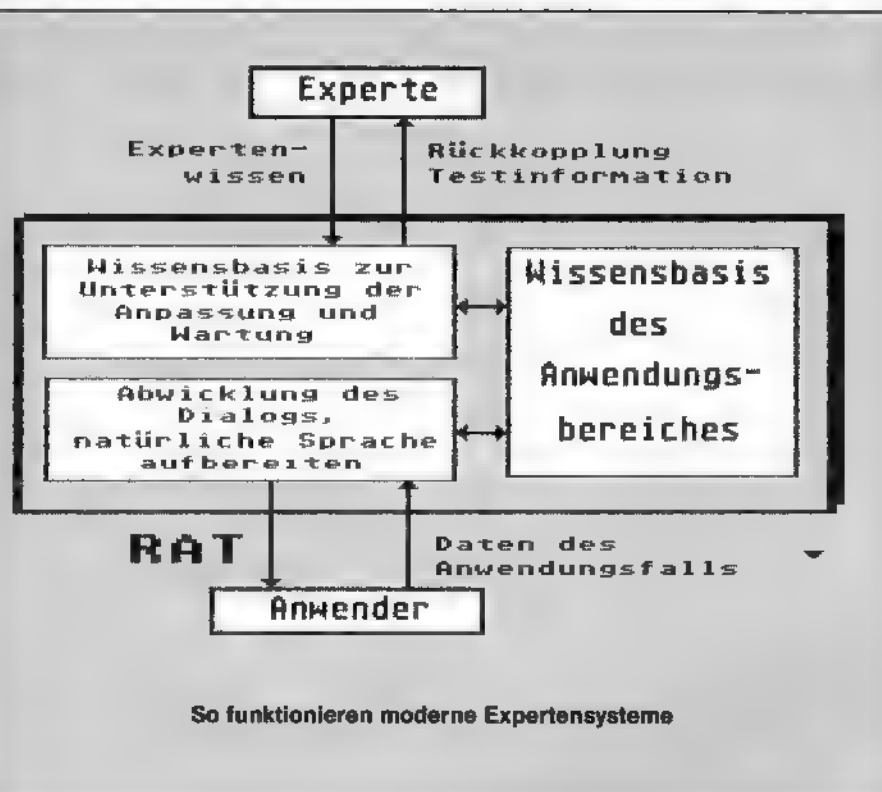 Experte
Experten-
wissen
Rückkopplung
Testinformation
Wissensbasis zur
Unterstützung der
Anpassung und
Wartung
Wissensbasis
des
Anwendungs-
bereiches
Abwicklung des
Dialogs,
natürliche Sprache
aufbereiten
RAT
Daten des
Anwendungsfalls
Anwender
So funktionieren moderne Expertensysteme